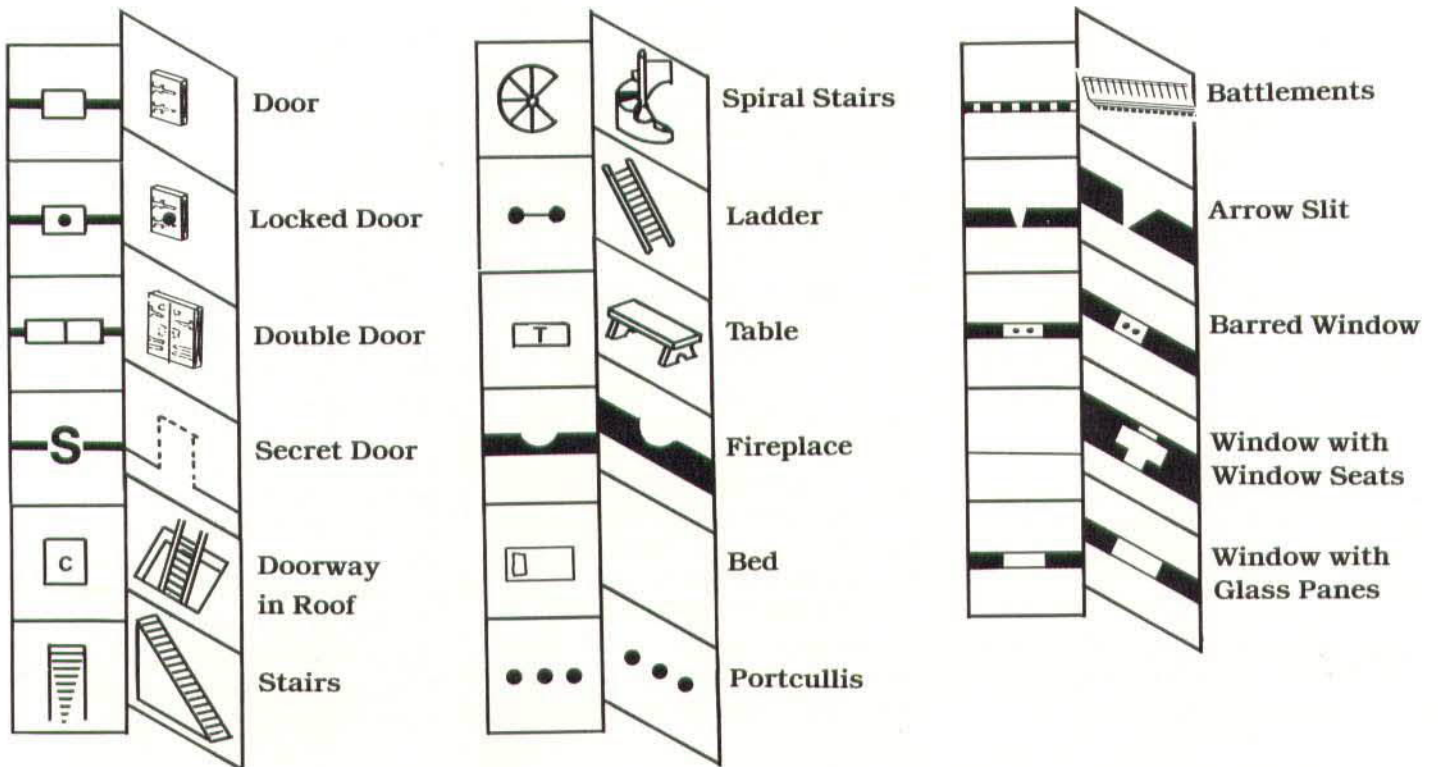 Door
Locked Door
Double Door
S
Secret Door
C
Doorway
in Roof
Stairs
Spiral Stairs
Ladder
T
Table
Fireplace
Bed
Portcullis
Battlements
Arrow Slit
Barred Window
Window with
Window Seats
Window with
Glass Panes